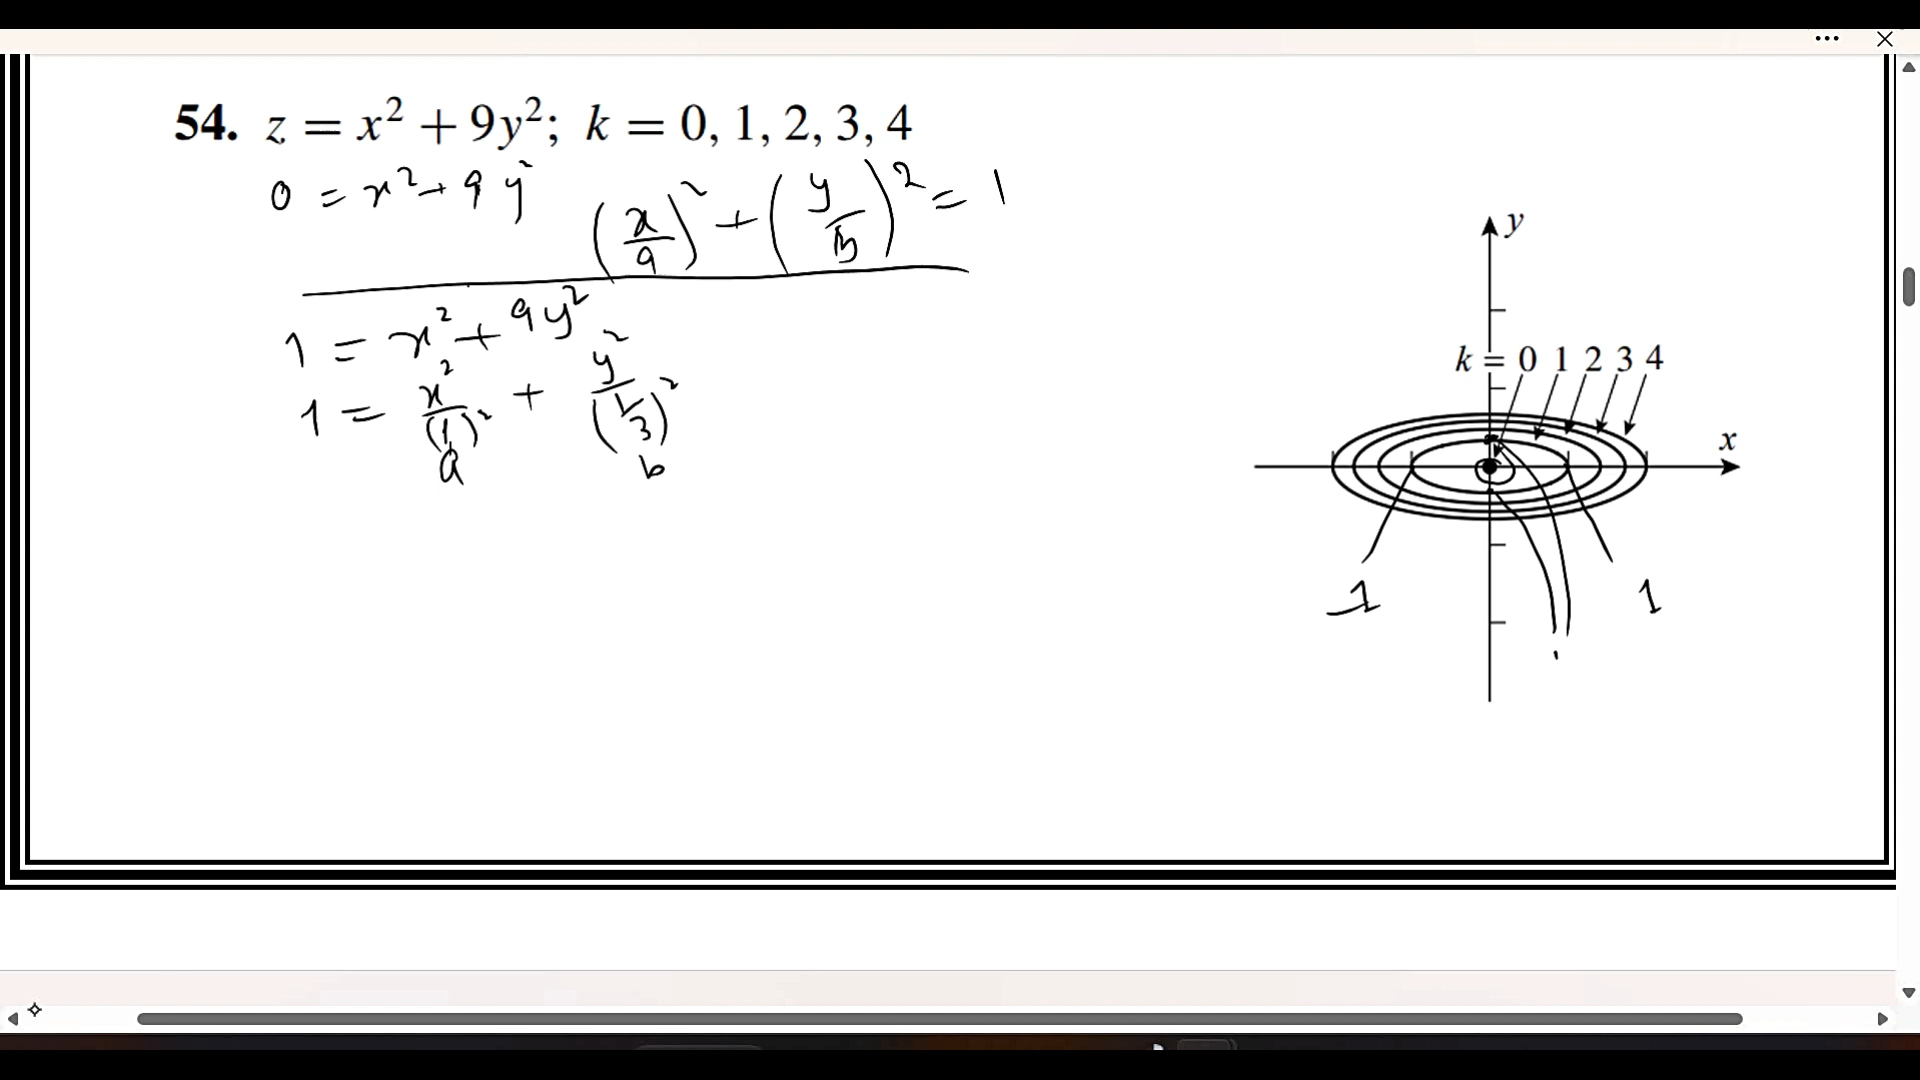 54. z = x² + 9y²; k = 0, 1, 2, 3, 4
0 = x² + 9y²
(x/a)² + (y/b)² = 1
1 = x² + 9y²
1 = x²/(1)² + y²/(1/3)²
a b
y
k = 0 1 2 3 4
x
-1 1